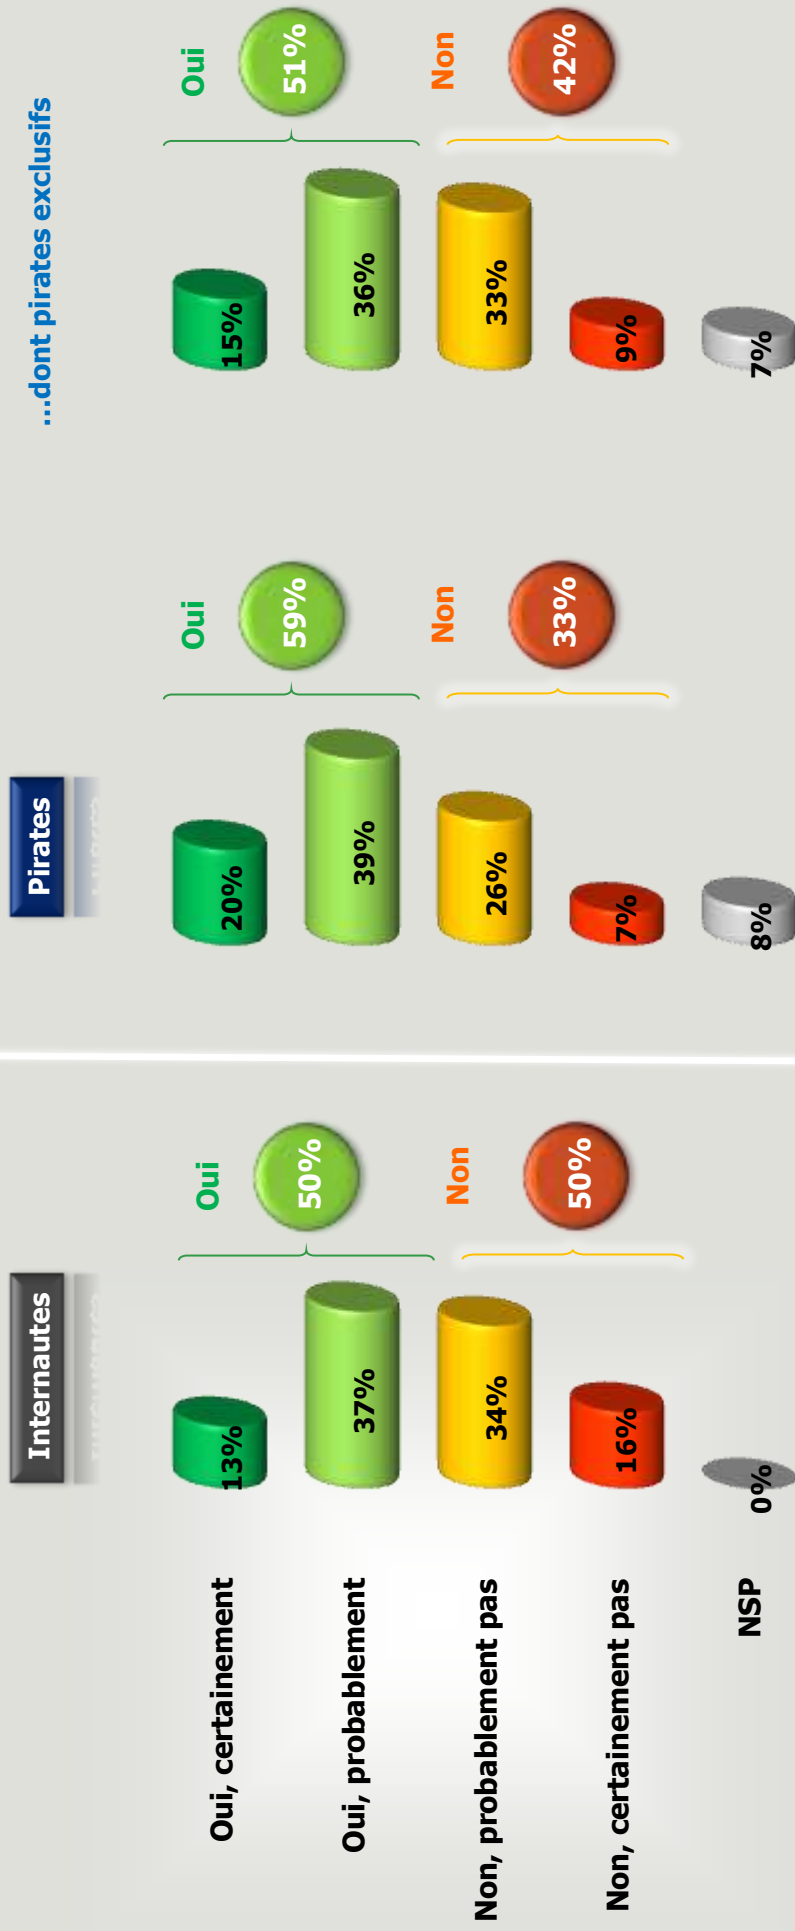 Internautes
Pirates
...dont pirates exclusifs
Oui, certainement
13%
20%
15%
Oui, probablement
37%
39%
36%
Non, probablement pas
34%
26%
33%
Non, certainement pas
16%
7%
9%
NSP
0%
8%
7%
Oui
50%
Non
50%
Oui
59%
Non
33%
Oui
51%
Non
42%